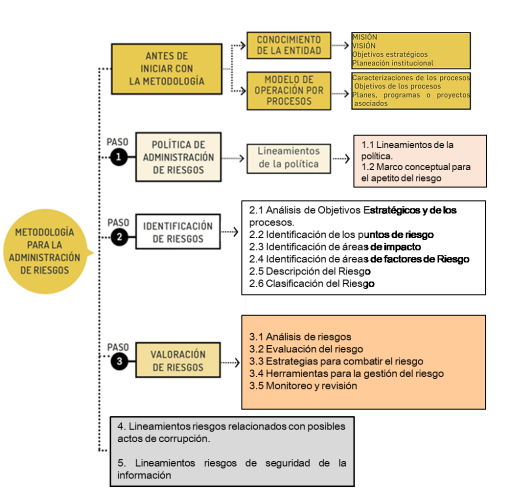 METODOLOGÍA
PARA LA
ADMINISTRACIÓN
DE RIESGOS
ANTES DE
INICIAR CON
LA METODOLOGÍA
CONOCIMIENTO
DE LA ENTIDAD
MISIÓN
VISIÓN
Objetivos estratégicos
Planeación institucional
MODELO DE
OPERACIÓN POR
PROCESOS
Caracterizaciones de los procesos
Objetivos de los procesos
Planes, programas o proyectos
asociados
PASO
1
POLÍTICA DE
ADMINISTRACIÓN
DE RIESGOS
Lineamientos
de la política
1.1 Lineamientos de la
política.
1.2 Marco conceptual para
el apetito del riesgo
PASO
2
IDENTIFICACIÓN
DE RIESGOS
2.1 Análisis de Objetivos Estratégicos y de los
procesos.
2.2 Identificación de los puntos de riesgo
2.3 Identificación de áreas de impacto
2.4 Identificación de áreas de factores de Riesgo
2.5 Descripción del Riesgo
2.6 Clasificación del Riesgo
PASO
3
VALORACIÓN
DE RIESGOS
3.1 Análisis de riesgos
3.2 Evaluación del riesgo
3.3 Estrategias para combatir el riesgo
3.4 Herramientas para la gestión del riesgo
3.5 Monitoreo y revisión
4. Lineamientos riesgos relacionados con posibles
actos de corrupción.
5. Lineamientos riesgos de seguridad de la
información